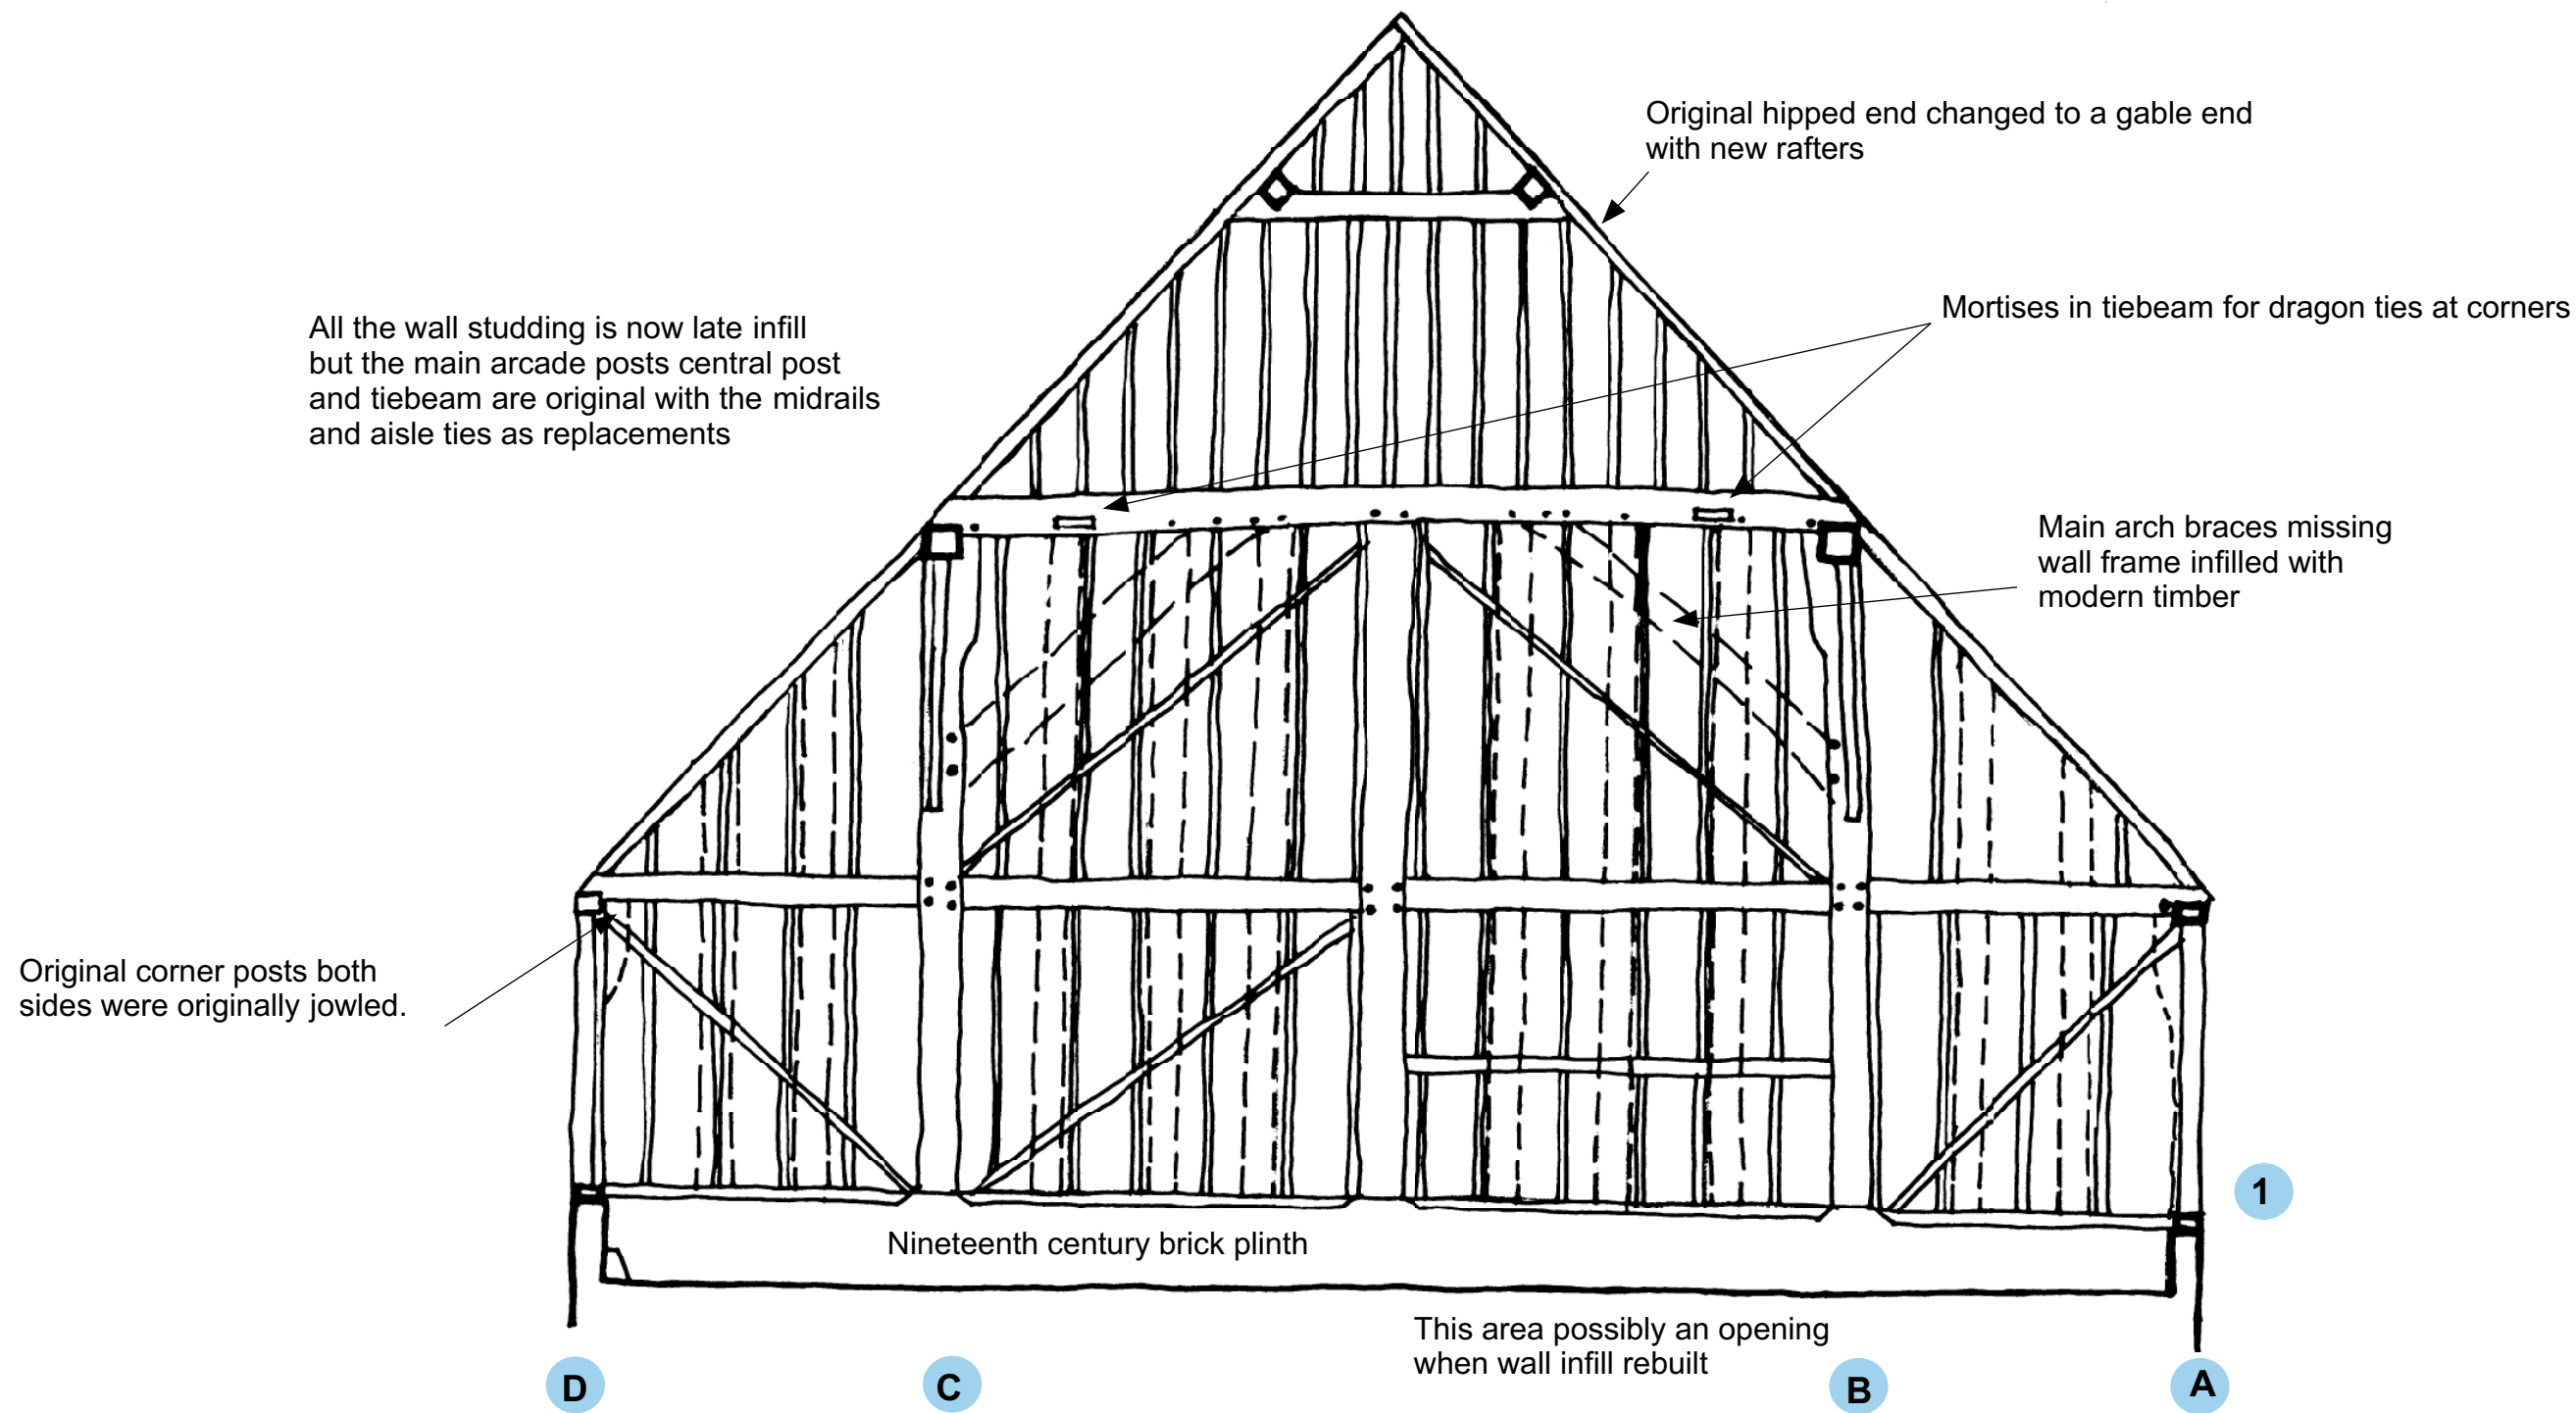 Original hipped end changed to a gable end
with new rafters
Mortises in tiebeam for dragon ties at corners
All the wall studding is now late infill
but the main arcade posts central post
and tiebeam are original with the midrails
and aisle ties as replacements
Main arch braces missing
wall frame infilled with
modern timber
Original corner posts both
sides were originally jowled.
1
Nineteenth century brick plinth
This area possibly an opening
when wall infill rebuilt
D
C
B
A